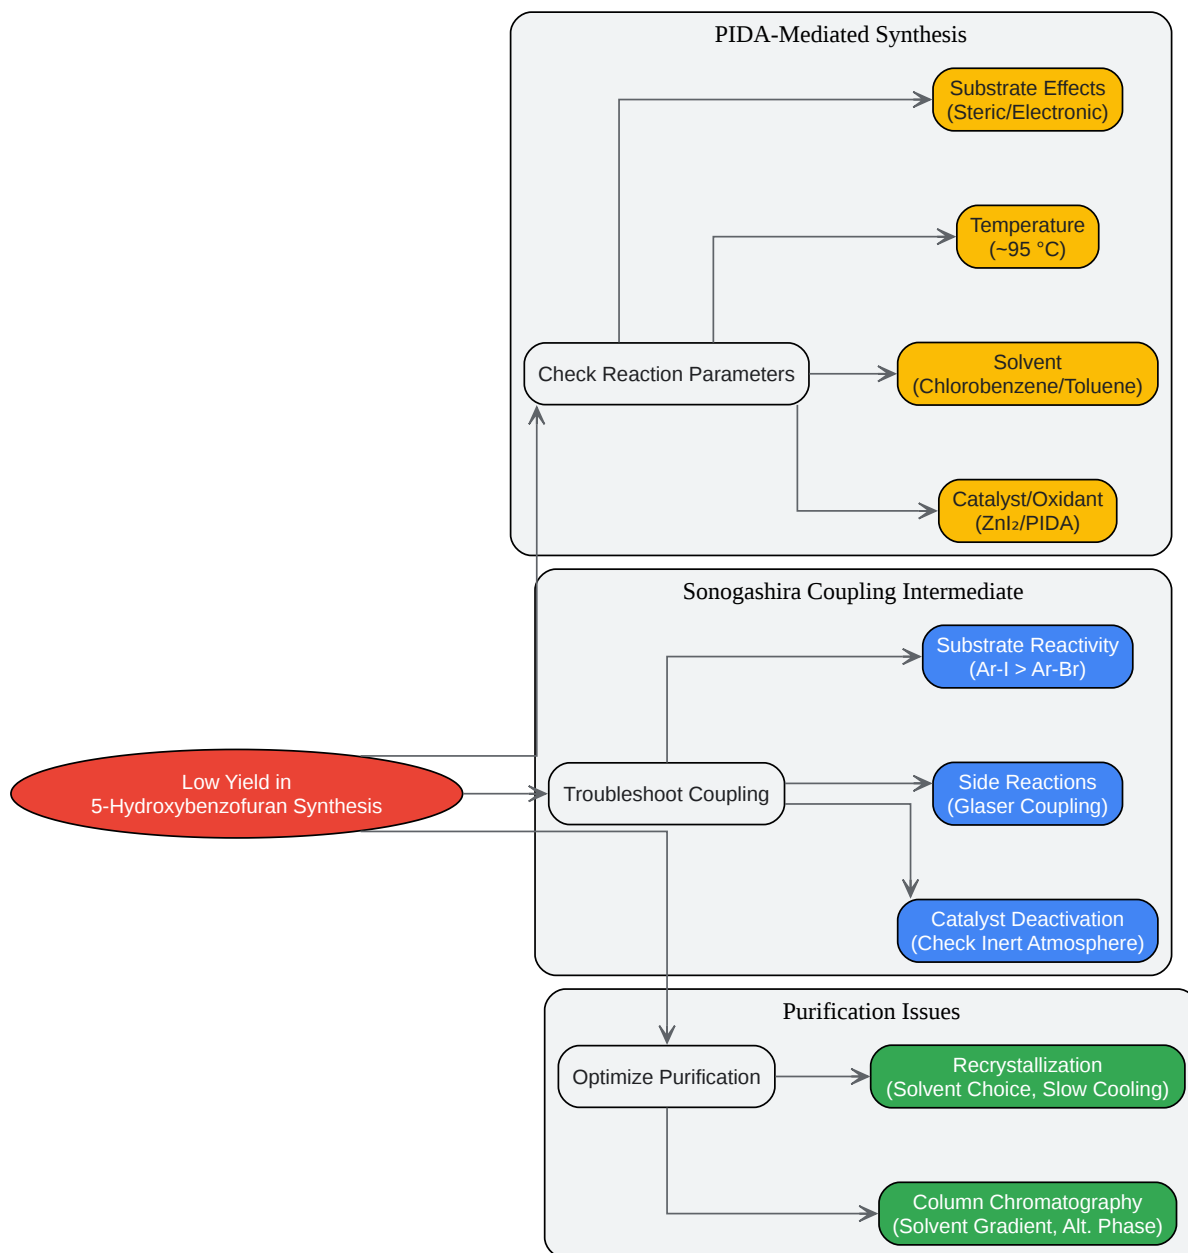 PIDA-Mediated Synthesis
Substrate Effects
(Steric/Electronic)
Temperature
(~95 °C)
Check Reaction Parameters
Solvent
(Chlorobenzene/Toluene)
Catalyst/Oxidant
(ZnI₂/PIDA)
Sonogashira Coupling Intermediate
Substrate Reactivity
(Ar-I > Ar-Br)
Low Yield in
5-Hydroxybenzofuran Synthesis
Troubleshoot Coupling
Side Reactions
(Glaser Coupling)
Catalyst Deactivation
(Check Inert Atmosphere)
Purification Issues
Optimize Purification
Recrystallization
(Solvent Choice, Slow Cooling)
Column Chromatography
(Solvent Gradient, Alt. Phase)